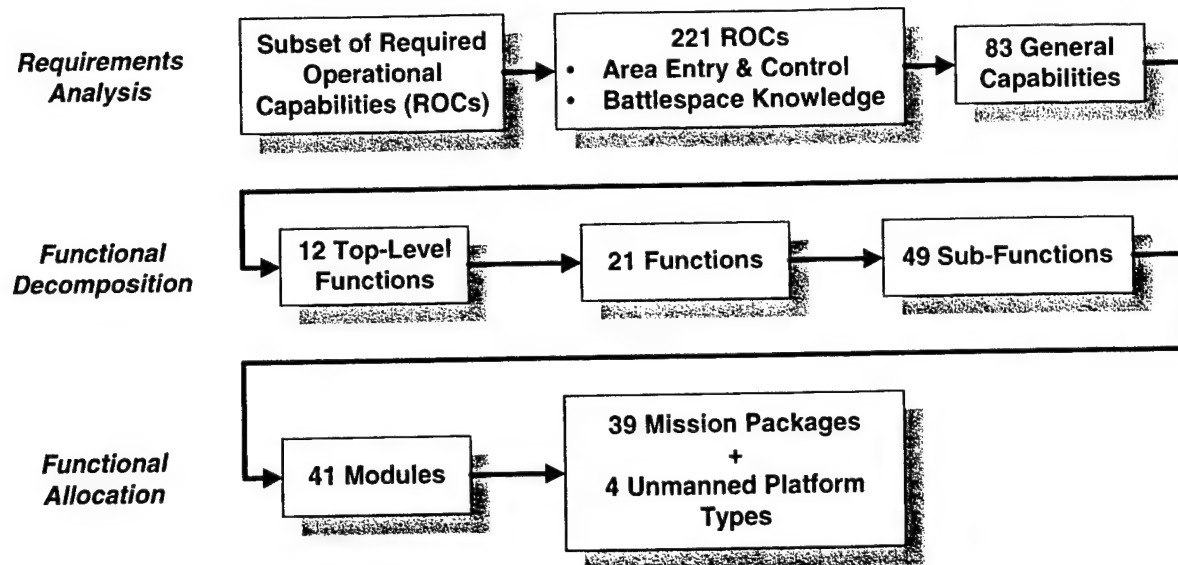 Requirements
Analysis
Subset of Required
Operational
Capabilities (ROCs)
221 ROCs
• Area Entry & Control
• Battlespace Knowledge
83 General
Capabilities
Functional
Decomposition
12 Top-Level
Functions
21 Functions
49 Sub-Functions
Functional
Allocation
41 Modules
39 Mission Packages
+
4 Unmanned Platform
Types